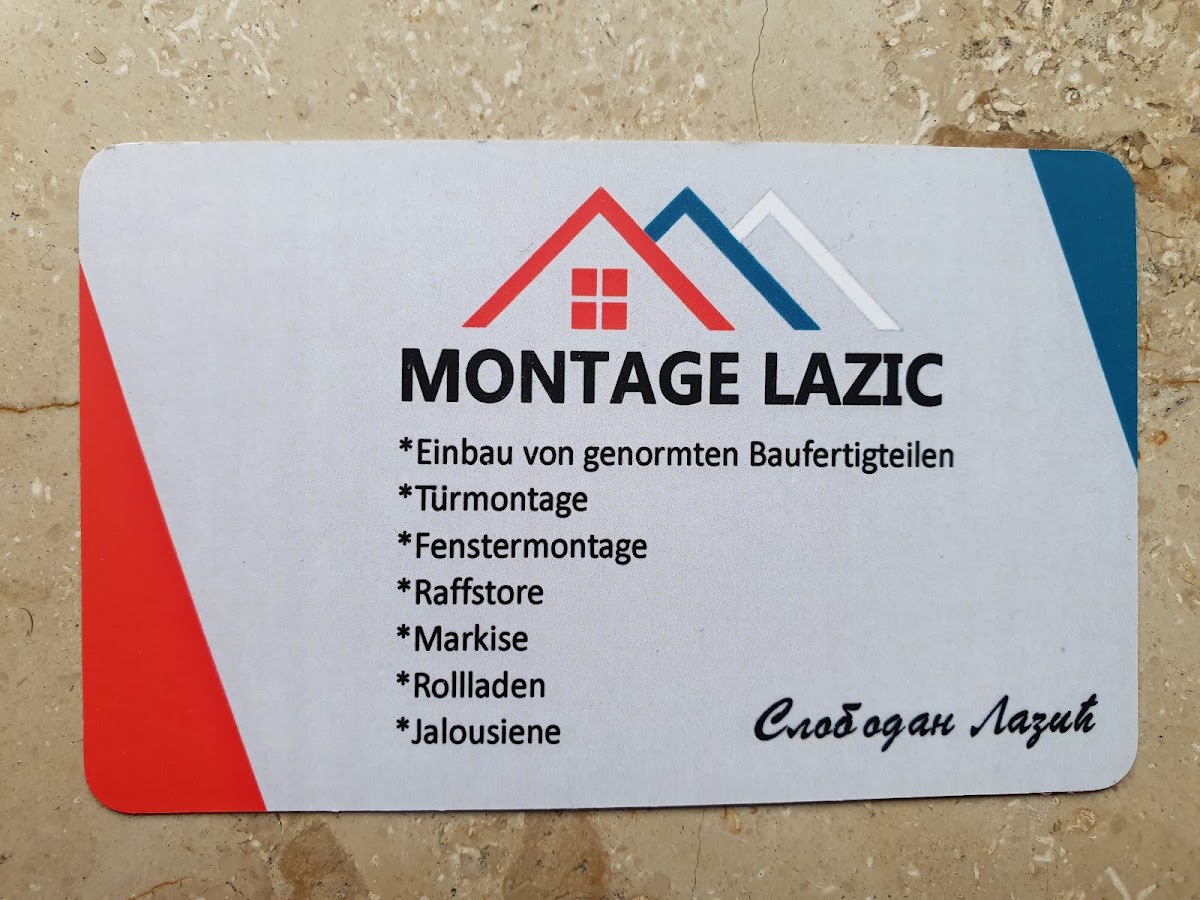 MONTAGE LAZIC
*Einbau von genormten Baufertigteilen
*Türmontage
*Fenstermontage
*Raffstore
*Markise
*Rollladen
*Jalousiene
Слободан Лазић